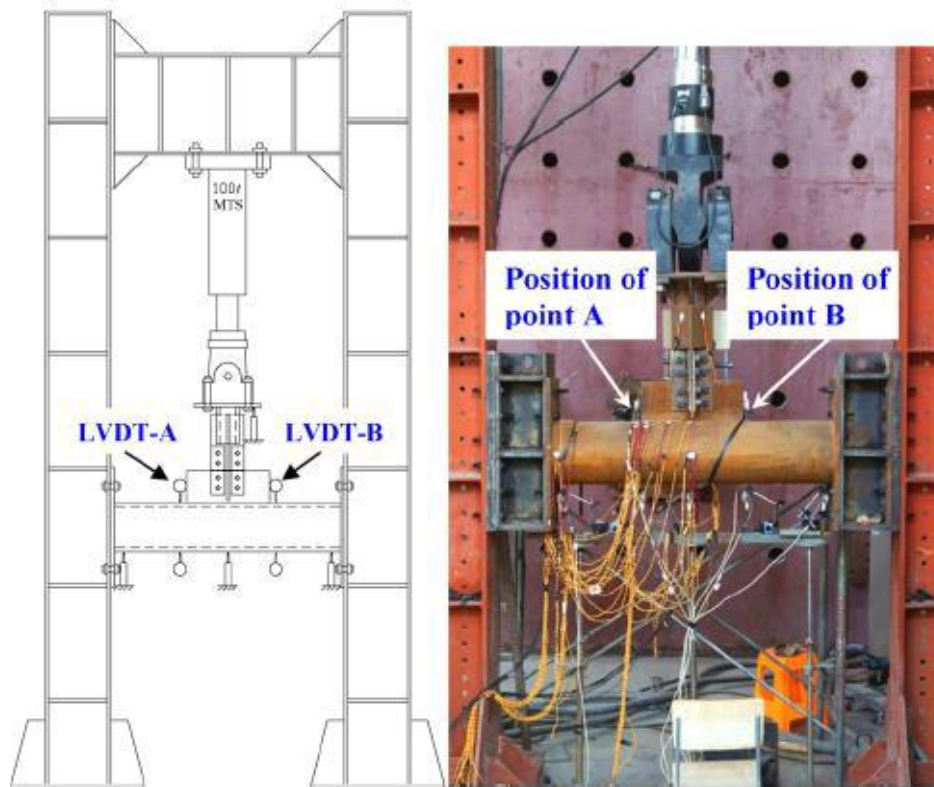 100t
MTS
LVDT-A
LVDT-B
Position of
point A
Position of
point B